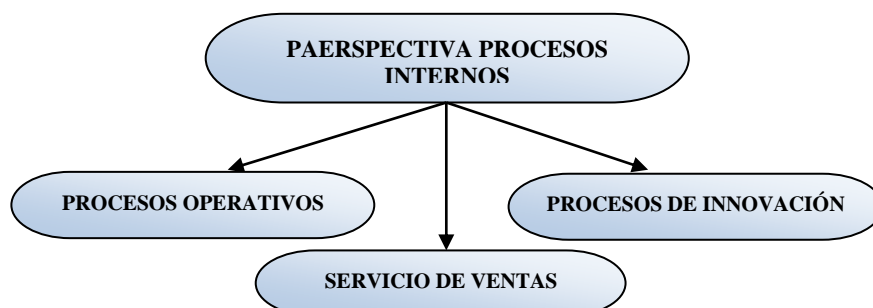 PAERSPECTIVA PROCESOS
INTERNOS
PROCESOS OPERATIVOS
PROCESOS DE INNOVACIÓN
SERVICIO DE VENTAS